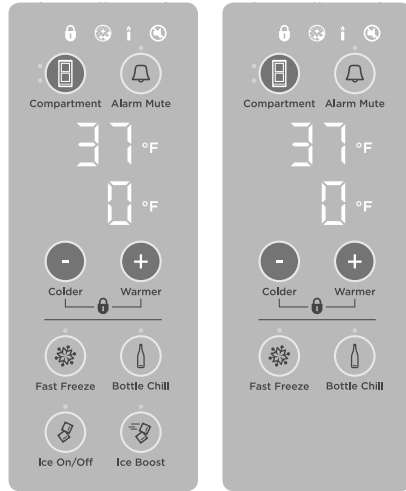 Compartment Alarm Mute
37 °F
0 °F
- +
Colder Warmer
Fast Freeze Bottle Chill
Ice On/Off Ice Boost
Compartment Alarm Mute
37 °F
0 °F
- +
Colder Warmer
Fast Freeze Bottle Chill